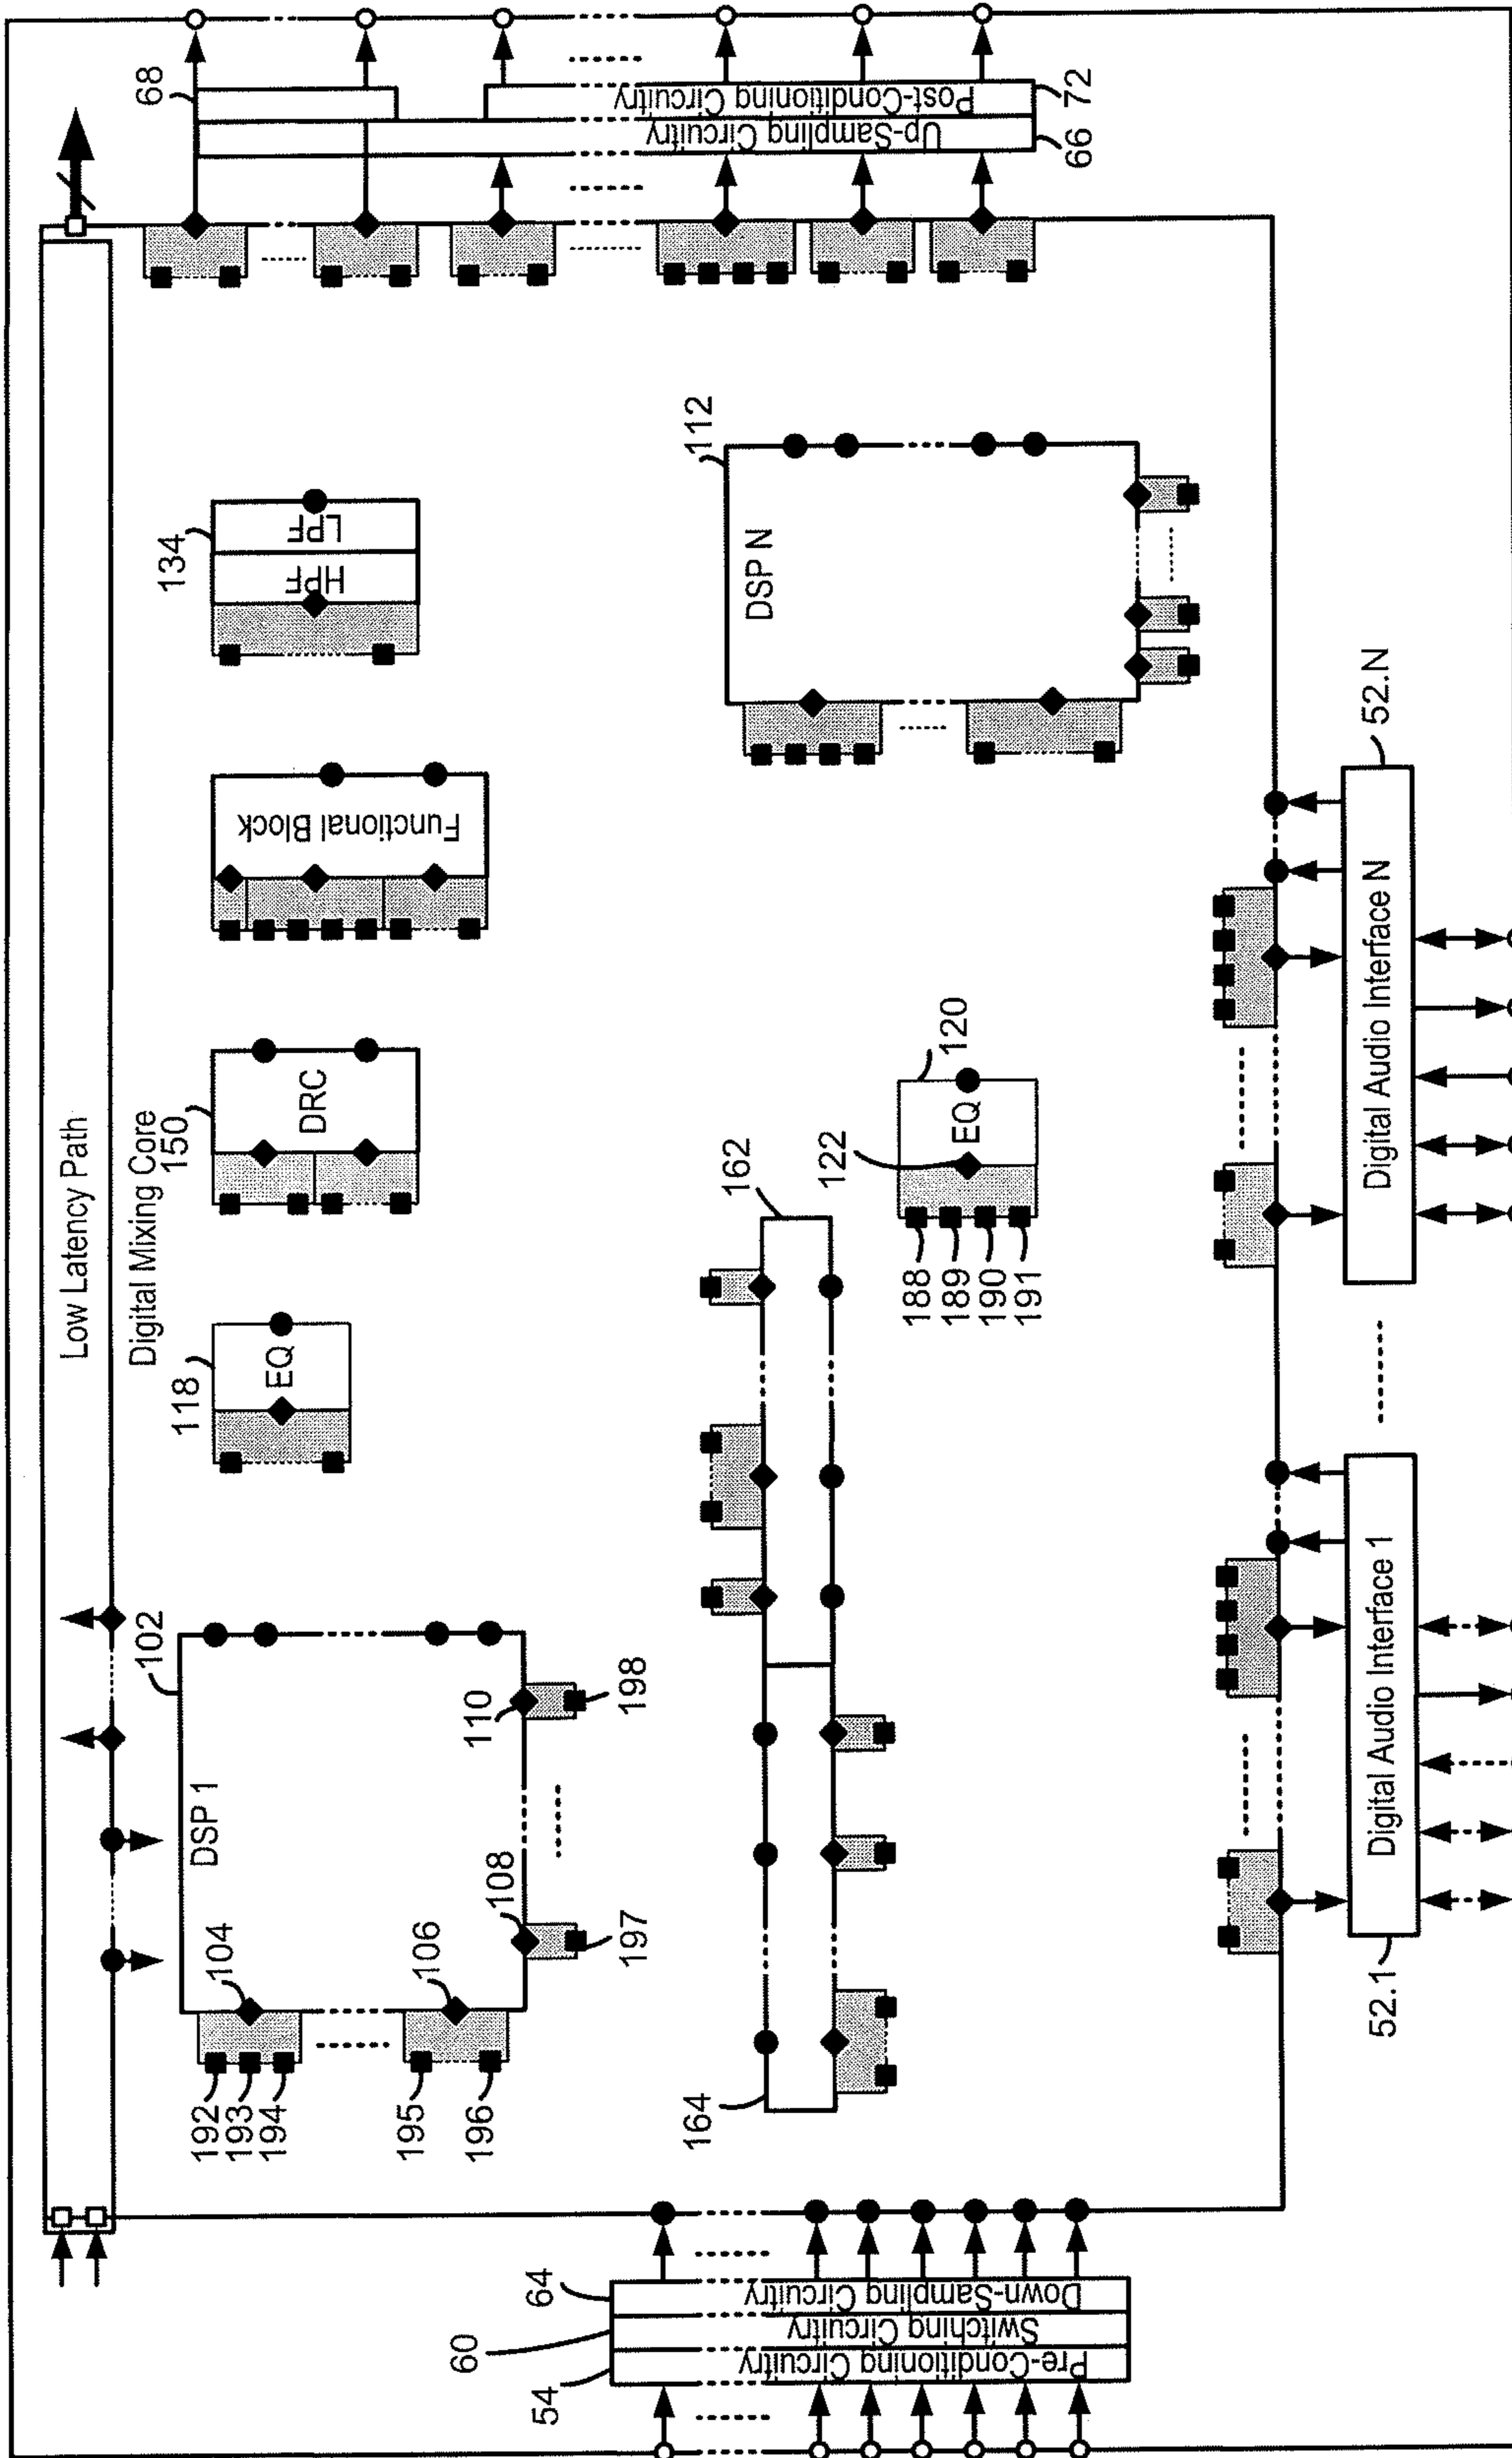 Low Latency Path
Digital Mixing Core
68
102
DSP 1
104
106
108
110
192
193
194
195
196
197
198
118
EQ
150
DRC
Functional Block
134
HPF
LPF
Up-Sampling Circuitry
Post-Conditioning Circuitry
66
72
112
DSP N
162
164
120
EQ
122
188
189
190
191
54
60
64
Pre-Conditioning Circuitry
Switching Circuitry
Down-Sampling Circuitry
52.1
Digital Audio Interface 1
52.N
Digital Audio Interface N